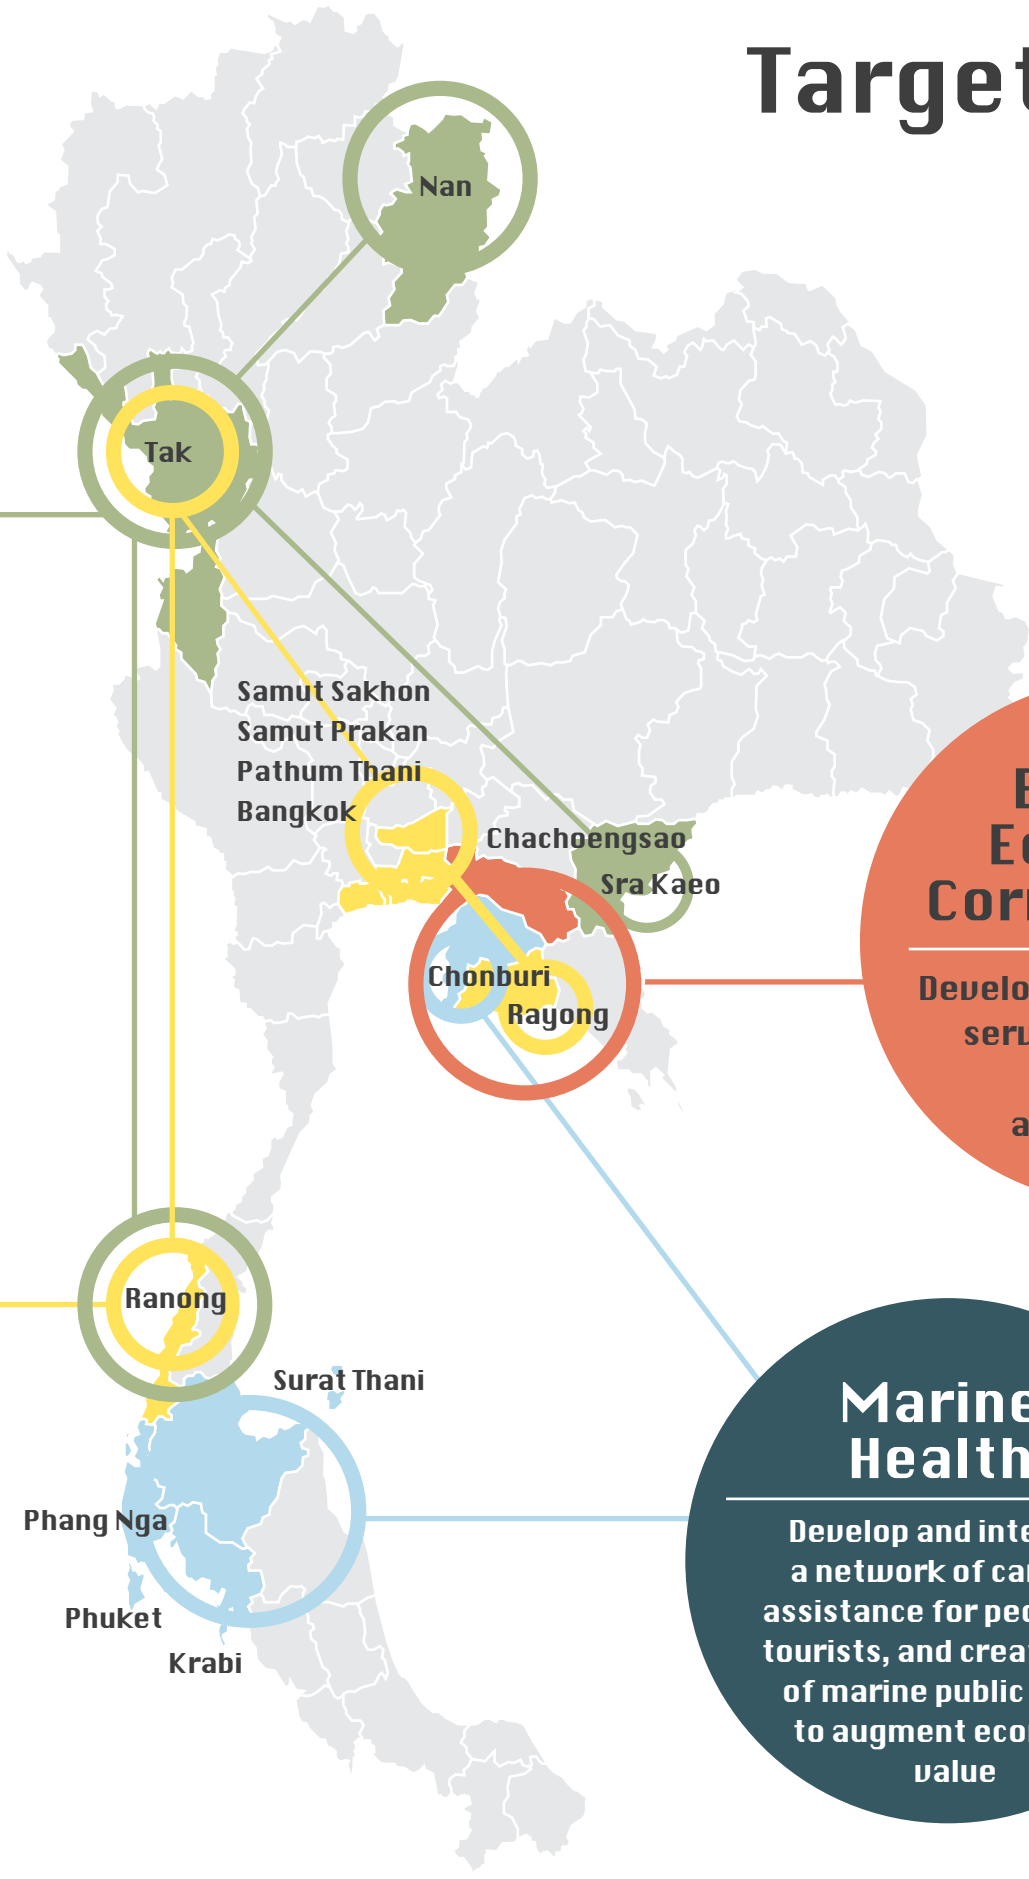 Target
Nan
Tak
Samut Sakhon
Samut Prakan
Pathum Thani
Bangkok
Chachoengsao
Sra Kaeo
Chonburi
Rayong
Develo
serv
Ranong
Surat Thani
Phang Nga
Phuket
Krabi
Marine
Health
Develop and inte
a network of ca
assistance for peo
tourists, and crea
of marine public
to augment eco
value